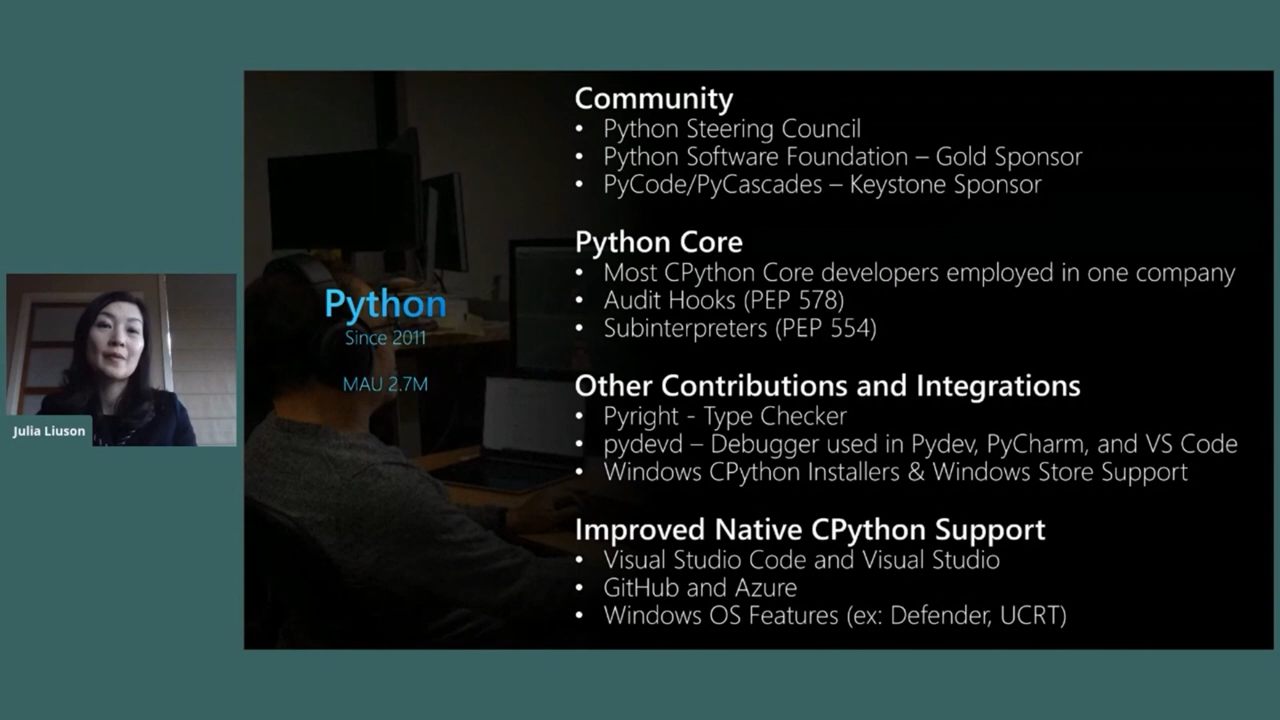 Julia Liuson
Python
Since 2011
MAU 2.7M
Community
• Python Steering Council
• Python Software Foundation – Gold Sponsor
• PyCode/PyCascades – Keystone Sponsor
Python Core
• Most CPython Core developers employed in one company
• Audit Hooks (PEP 578)
• Subinterpreters (PEP 554)
Other Contributions and Integrations
• Pyright - Type Checker
• pydevd – Debugger used in Pydev, PyCharm, and VS Code
• Windows CPython Installers & Windows Store Support
Improved Native CPython Support
• Visual Studio Code and Visual Studio
• GitHub and Azure
• Windows OS Features (ex: Defender, UCRT)